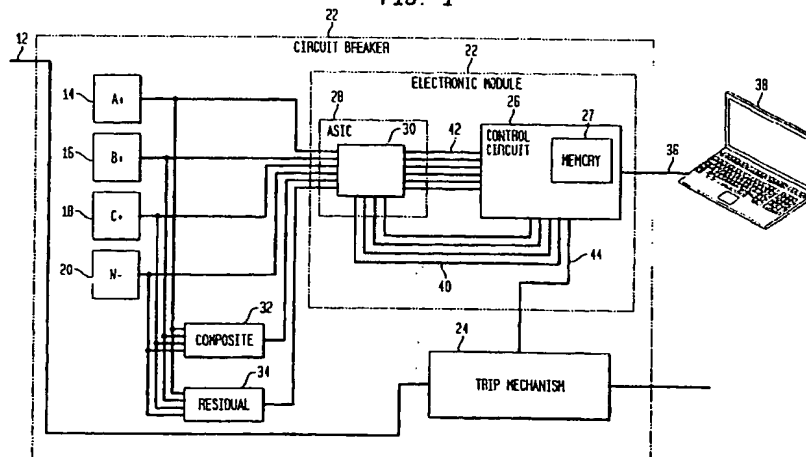 FIG. 1
22
CIRCUIT BREAKER
12
22
ELECTRONIC MODULE
14
A+
28
ASIC
30
42
26
CONTROL
CIRCUIT
27
MEMORY
38
36
16
B+
18
C+
20
N-
40
44
32
COMPOSITE
34
RESIDUAL
24
TRIP MECHANISM